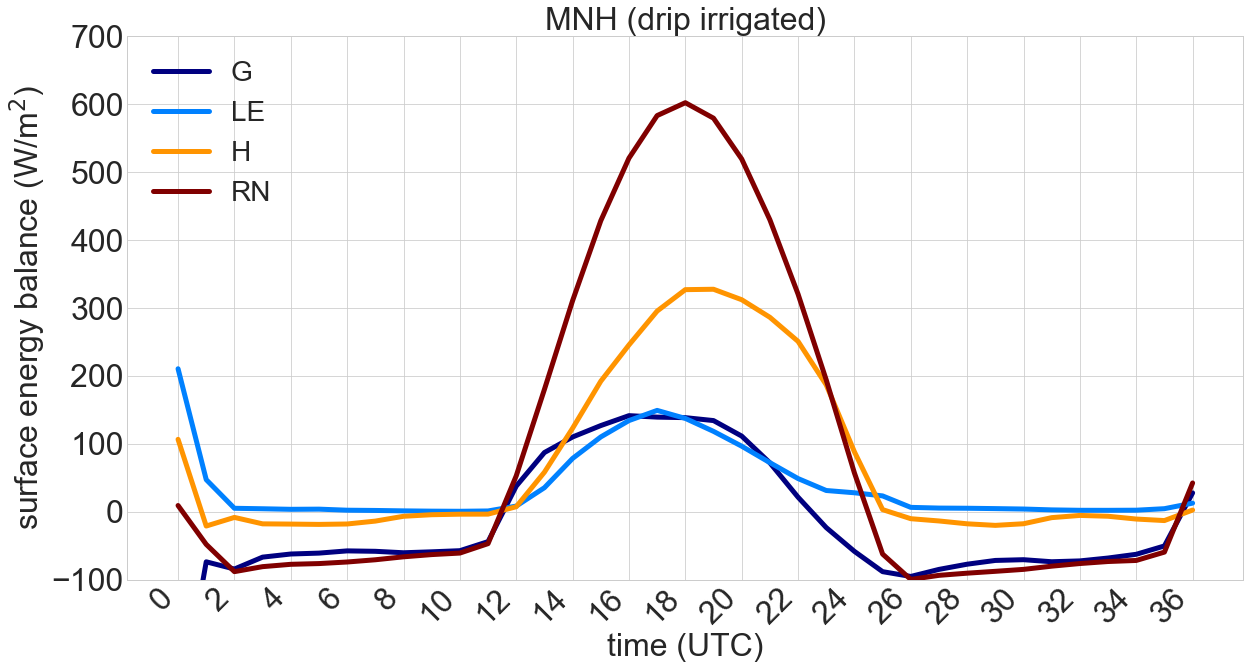 MNH (drip irrigated)
700
600
500
400
300
200
100
0
−100
surface energy balance (W/m²)
G
LE
H
RN
0 2 4 6 8 10 12 14 16 18 20 22 24 26 28 30 32 34 36
time (UTC)